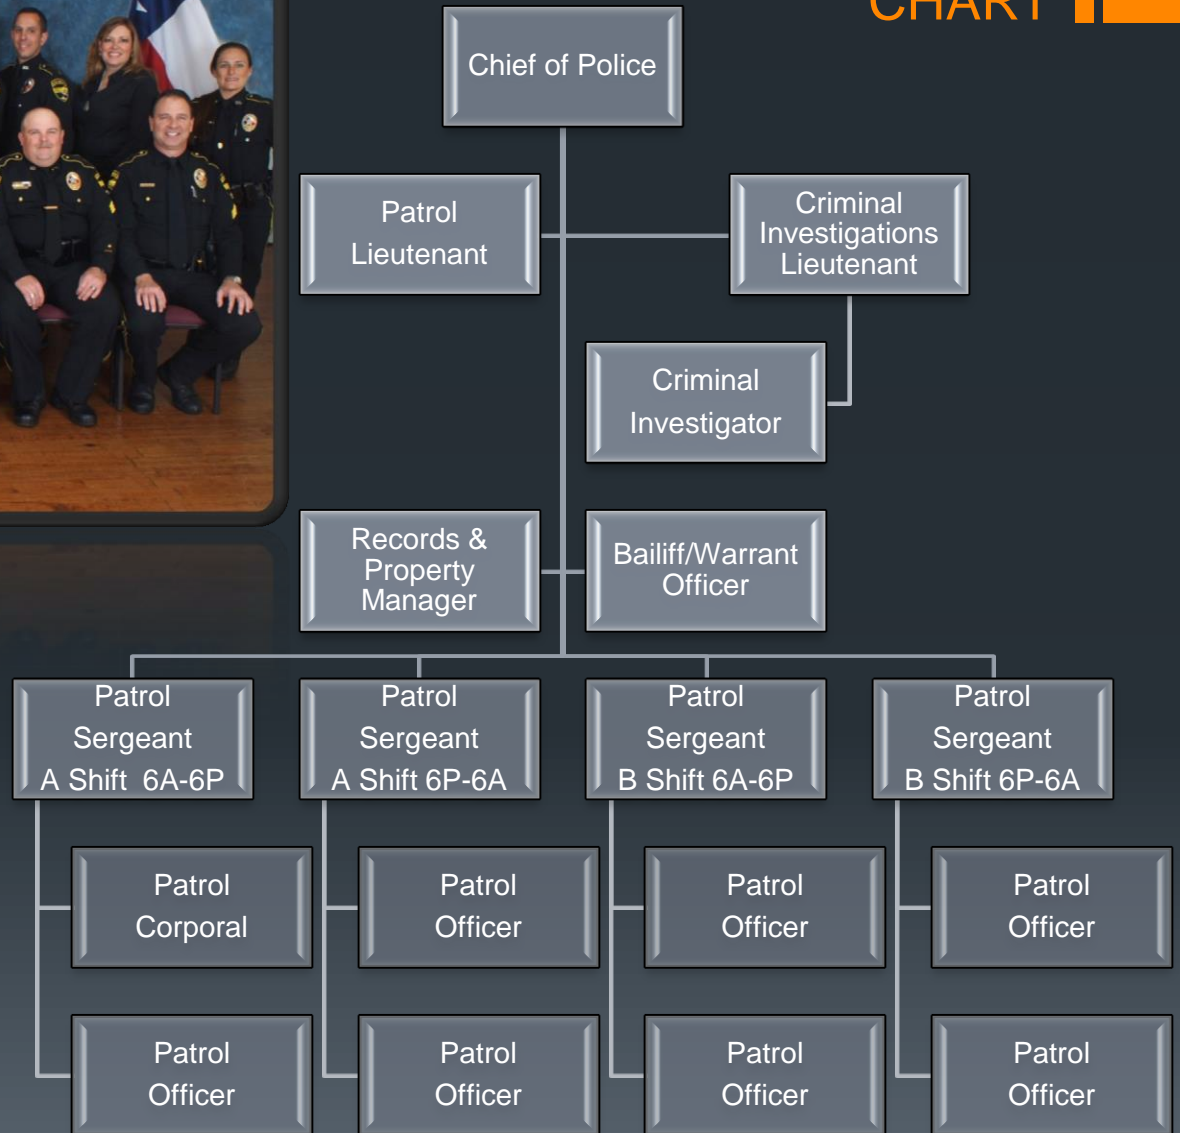 CHART
Chief of Police
Patrol
Lieutenant
Criminal
Investigations
Lieutenant
Criminal
Investigator
Records &
Property
Manager
Bailiff/Warrant
Officer
Patrol
Sergeant
A Shift  6A-6P
Patrol
Sergeant
A Shift 6P-6A
Patrol
Sergeant
B Shift 6A-6P
Patrol
Sergeant
B Shift 6P-6A
Patrol
Corporal
Patrol
Officer
Patrol
Officer
Patrol
Officer
Patrol
Officer
Patrol
Officer
Patrol
Officer
Patrol
Officer